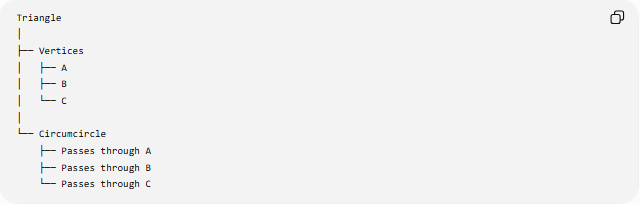 Triangle
│
├── Vertices
│   ├── A
│   ├── B
│   └── C
│
└── Circumcircle
    ├── Passes through A
    ├── Passes through B
    └── Passes through C